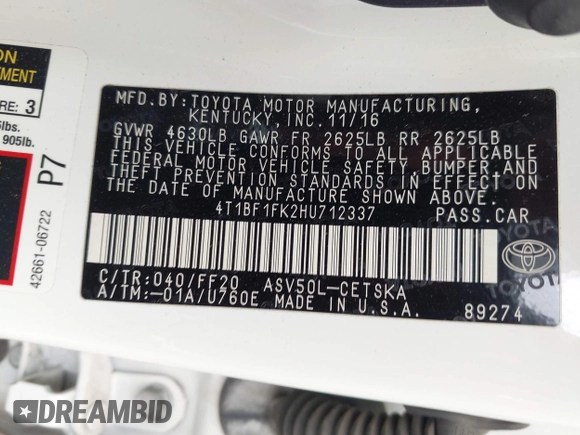 ON
TMENT
RE: 3
lbs.
905lb.
P7
42661-06722
MFD.BY:TOYOTA MOTOR MANUFACTURING,
KENTUCKY, INC. 11/16
GVWR 4630LB GAWR FR 2625LB RR 2625LB
THIS VEHICLE CONFORMS TO ALL APPLICABLE
FEDERAL MOTOR VEHICLE SAFETY, BUMPER, AND
THEFT PREVENTION STANDARDS IN EFFECT ON
THE DATE OF MANUFACTURE SHOWN ABOVE.
4T1BF1FK2HU712337 PASS.CAR
TOYOTA
C/TR:040/FF20 ASV50L-CETSKA
A/TM:-01A/U760E MADE IN U.S.A.
89274
DREAMBID